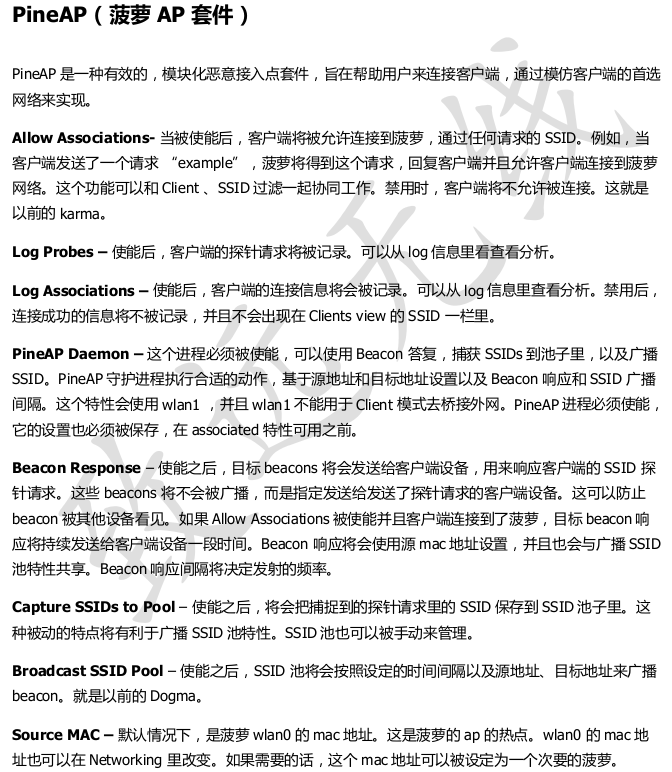 PineAP（菠萝 AP 套件）
PineAP 是一种有效的，模块化恶意接入点套件，旨在帮助用户来连接客户端，通过模仿客户端的首选
网络来实现。
Allow Associations- 当被使能后，客户端将被允许连接到菠萝，通过任何请求的 SSID。例如，当
客户端发送了一个请求 “example”，菠萝将得到这个请求，回复客户端并且允许客户端连接到菠萝
网络。这个功能可以和 Client 、SSID 过滤一起协同工作。禁用时，客户端将不允许被连接。这就是
以前的 karma。
Log Probes – 使能后，客户端的探针请求将被记录。可以从 log 信息里看查看分析。
Log Associations – 使能后，客户端的连接信息将会被记录。可以从 log 信息里查看分析。禁用后，
连接成功的信息将不被记录，并且不会出现在 Clients view 的 SSID 一栏里。
PineAP Daemon – 这个进程必须被使能，可以使用 Beacon 答复，捕获 SSIDs 到池子里，以及广播
SSID。PineAP 守护进程执行合适的动作，基于源地址和目标地址设置以及 Beacon 响应和 SSID 广播
间隔。这个特性会使用 wlan1 ，并且 wlan1 不能用于 Client 模式去桥接外网。PineAP 进程必须使能，
它的设置也必须被保存，在 associated 特性可用之前。
Beacon Response – 使能之后，目标 beacons 将会发送给客户端设备，用来响应客户端的 SSID 探
针请求。这些 beacons 将不会被广播，而是指定发送给发送了探针请求的客户端设备。这可以防止
beacon 被其他设备看见。如果 Allow Associations 被使能并且客户端连接到了菠萝，目标 beacon 响
应将持续发送给客户端设备一段时间。Beacon 响应将会使用源 mac 地址设置，并且也会与广播 SSID
池特性共享。Beacon 响应间隔将决定发射的频率。
Capture SSIDs to Pool – 使能之后，将会把捕捉到的探针请求里的 SSID 保存到 SSID 池子里。这
种被动的特点将有利于广播 SSID 池特性。SSID 池也可以被手动来管理。
Broadcast SSID Pool – 使能之后，SSID 池将会按照设定的时间间隔以及源地址、目标地址来广播
beacon。就是以前的 Dogma。
Source MAC – 默认情况下，是菠萝 wlan0 的 mac 地址。这是菠萝的 ap 的热点。wlan0 的 mac 地
址也可以在 Networking 里改变。如果需要的话，这个 mac 地址可以被设定为一个次要的菠萝。
致远无线